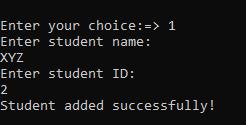 Enter your choice:=> 1
Enter student name:
XYZ
Enter student ID:
2
Student added successfully!